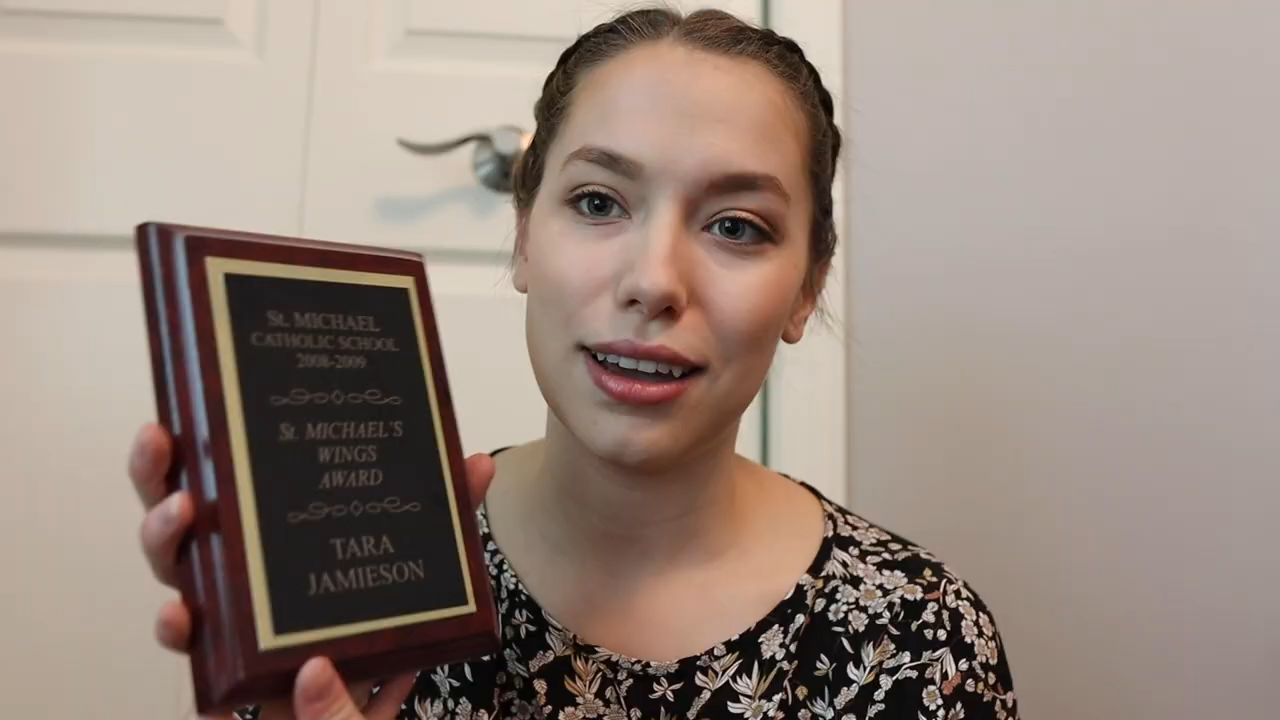 St. MICHAEL
CATHOLIC SCHOOL
2008-2009
St. MICHAEL'S
WINGS
AWARD
TARA
JAMIESON